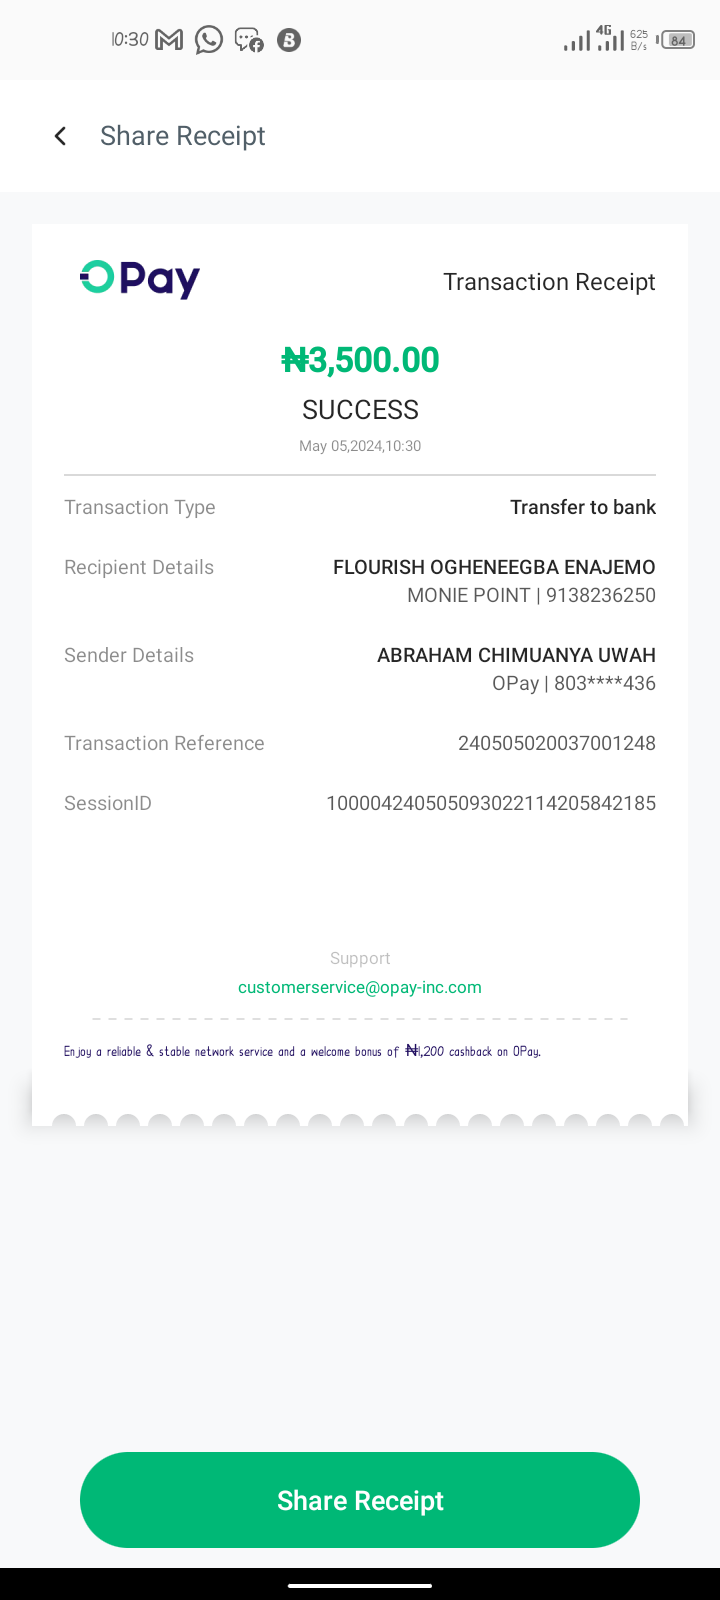 10:30
4G
625
B/s
84
Share Receipt
OPay
Transaction Receipt
₦3,500.00
SUCCESS
May 05,2024,10:30
Transaction Type
Transfer to bank
Recipient Details
FLOURISH OGHENEEGBA ENAJEMO
MONIE POINT | 9138236250
Sender Details
ABRAHAM CHIMUANYA UWAH
OPay | 803****436
Transaction Reference
240505020037001248
SessionID
100004240505093022114205842185
Support
customerservice@opay-inc.com
Enjoy a reliable & stable network service and a welcome bonus of ₦1,200 cashback on OPay.
Share Receipt